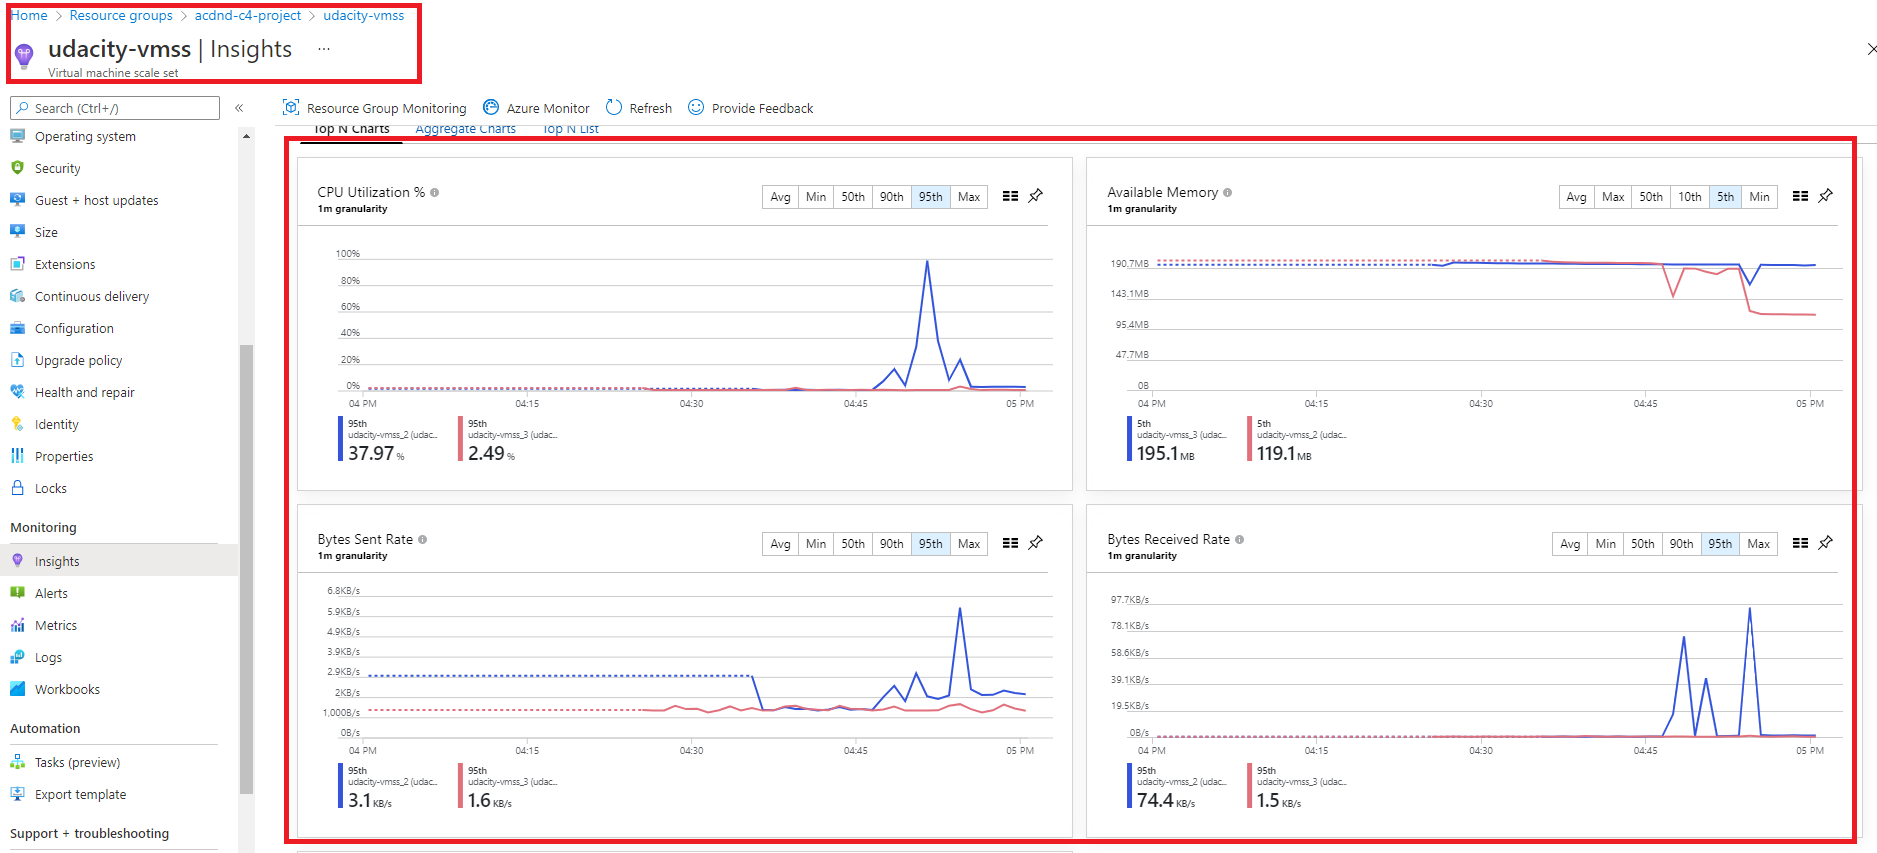 Home > Resource groups > acdnd-c4-project > udacity-vmss
udacity-vmss | Insights ...
Virtual machine scale set
Search (Ctrl+/)
«
Operating system
Security
Guest + host updates
Size
Extensions
Continuous delivery
Configuration
Upgrade policy
Health and repair
Identity
Properties
Locks
Monitoring
Insights
Alerts
Metrics
Logs
Workbooks
Automation
Tasks (preview)
Export template
Support + troubleshooting
Resource Group Monitoring Azure Monitor Refresh Provide Feedback
Top N Charts Aggregate Charts Top N List
CPU Utilization %
1m granularity
Avg Min 50th 90th 95th Max
100%
80%
60%
40%
20%
0%
04 PM 04:15 04:30 04:45 05 PM
95th
udacity-vmss_2 (udac...
37.97 %
95th
udacity-vmss_3 (udac...
2.49 %
Available Memory
1m granularity
Avg Max 50th 10th 5th Min
190.7MB
143.1MB
95.4MB
47.7MB
0B
04 PM 04:15 04:30 04:45 05 PM
5th
udacity-vmss_3 (udac...
195.1 MB
5th
udacity-vmss_2 (udac...
119.1 MB
Bytes Sent Rate
1m granularity
Avg Min 50th 90th 95th Max
6.8KB/s
5.9KB/s
4.9KB/s
3.9KB/s
2.9KB/s
2KB/s
1,000B/s
0B/s
04 PM 04:15 04:30 04:45 05 PM
95th
udacity-vmss_2 (udac...
3.1 KB/s
95th
udacity-vmss_3 (udac...
1.6 KB/s
Bytes Received Rate
1m granularity
Avg Min 50th 90th 95th Max
97.7KB/s
78.1KB/s
58.6KB/s
39.1KB/s
19.5KB/s
0B/s
04 PM 04:15 04:30 04:45 05 PM
95th
udacity-vmss_2 (udac...
74.4 KB/s
95th
udacity-vmss_3 (udac...
1.5 KB/s